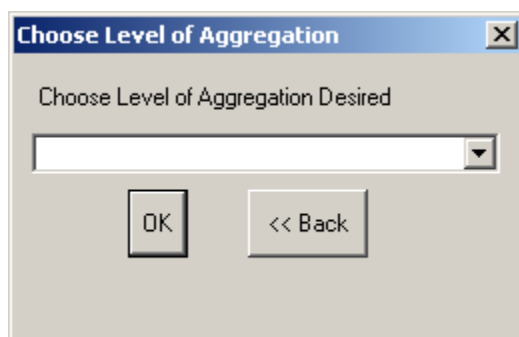 Choose Level of Aggregation
Choose Level of Aggregation Desired
OK
<< Back